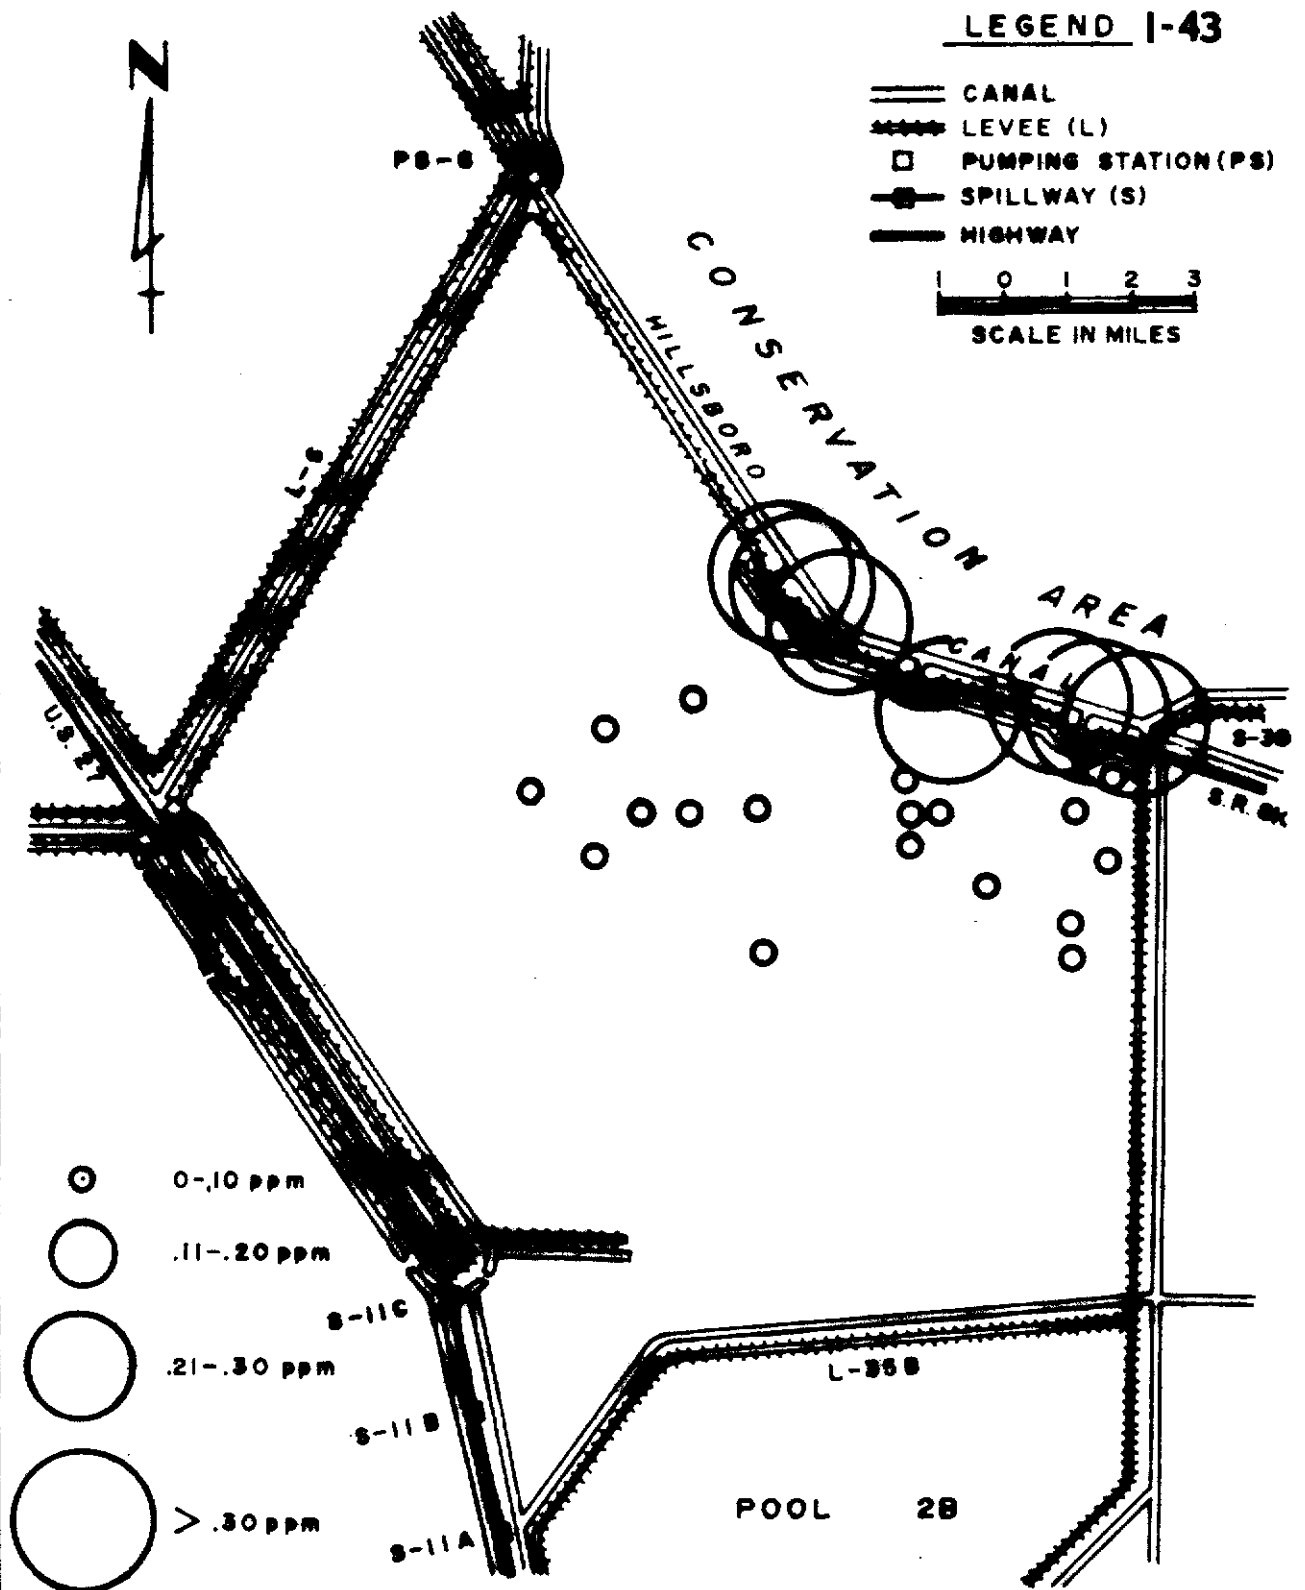 LEGEND I-43
N
CANAL
LEVEE (L)
PUMPING STATION (PS)
SPILLWAY (S)
HIGHWAY
1 0 1 2 3
SCALE IN MILES
PS-6
CONSERVATION AREA
HILLSBORO CANAL
L-6
U.S. 27
S-38
S.R. 8K
0-.10 ppm
.11-.20 ppm
.21-.30 ppm
> .30 ppm
S-11C
S-11B
S-11A
L-35B
POOL 2B